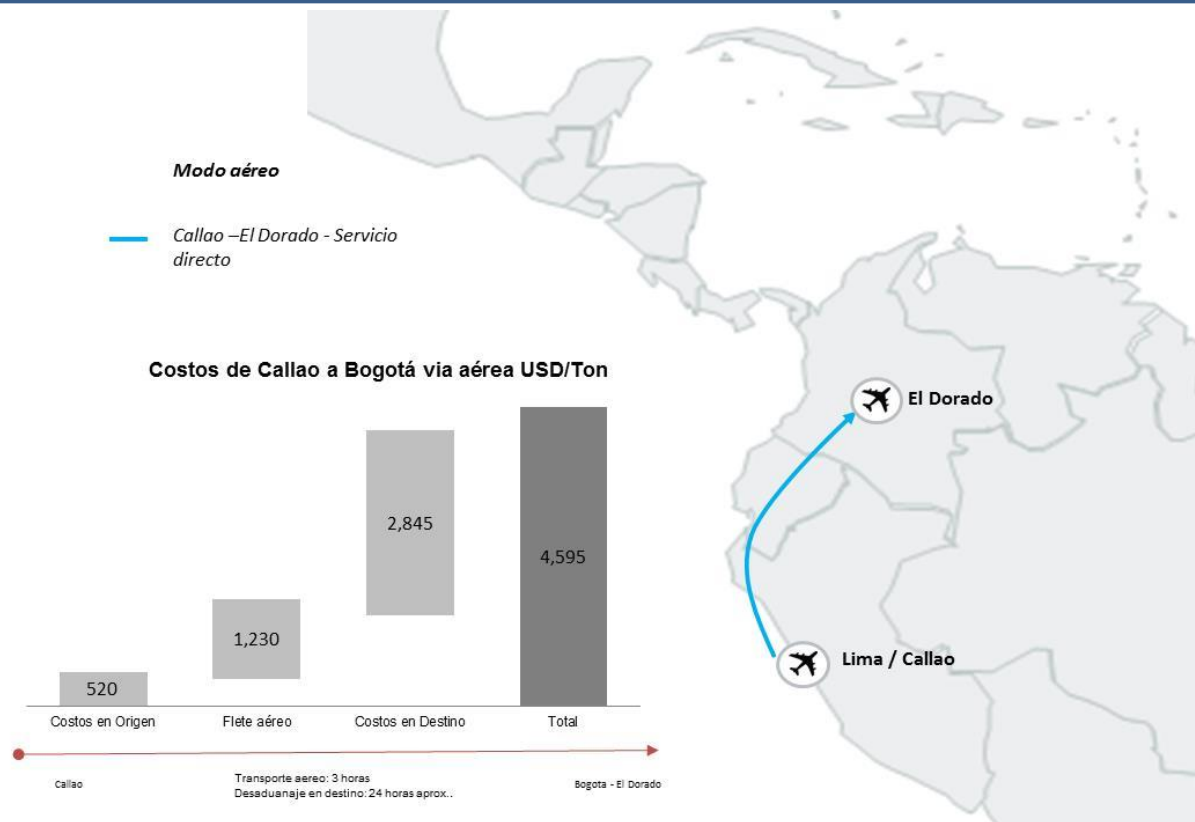 Modo aéreo
Callao –El Dorado - Servicio
directo
Costos de Callao a Bogotá via aérea USD/Ton
520
1,230
2,845
4,595
Costos en Origen
Flete aéreo
Costos en Destino
Total
Callao
Transporte aereo: 3 horas
Desaduanaje en destino: 24 horas aprox..
Bogota - El Dorado
El Dorado
Lima / Callao